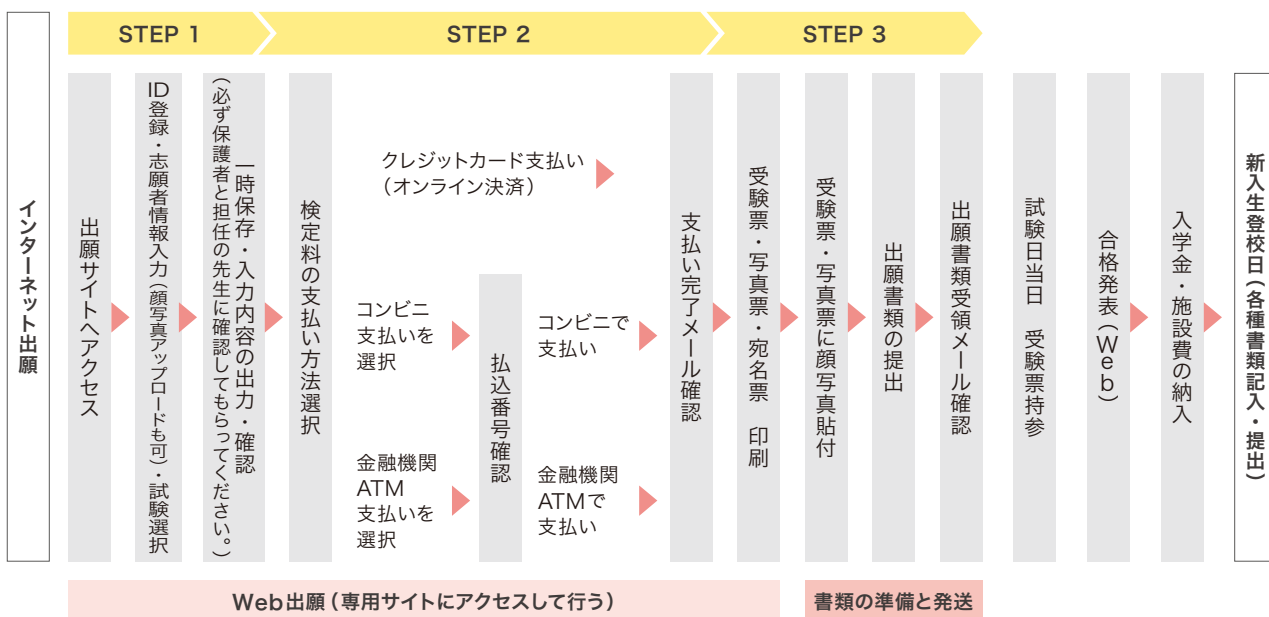 STEP 1
STEP 2
STEP 3
インターネット出願
出願サイトへアクセス
ID登録・志願者情報入力（顔写真アップロードも可）・試験選択
一時保存・入力内容の出力・確認
（必ず保護者と担任の先生に確認してもらってください。）
検定料の支払い方法選択
クレジットカード支払い
（オンライン決済）
コンビニ
支払いを
選択
金融機関
ATM
支払いを
選択
払込番号確認
コンビニで
支払い
金融機関
ATMで
支払い
支払い完了メール確認
受験票・写真票・宛名票　印刷
受験票・写真票に顔写真貼付
出願書類の提出
出願書類受領メール確認
試験日当日　受験票持参
合格発表（Web）
入学金・施設費の納入
新入生登校日（各種書類記入・提出）
Web出願（専用サイトにアクセスして行う）
書類の準備と発送